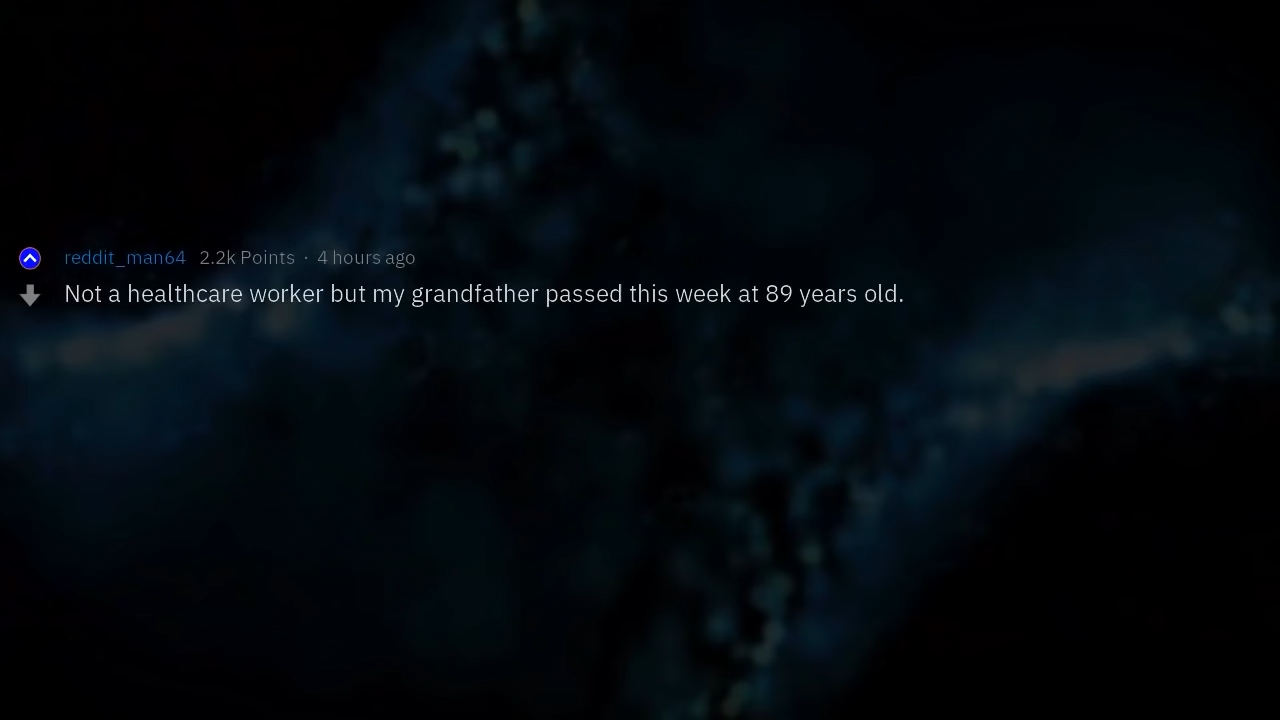 reddit_man64 2.2k Points · 4 hours ago
Not a healthcare worker but my grandfather passed this week at 89 years old.